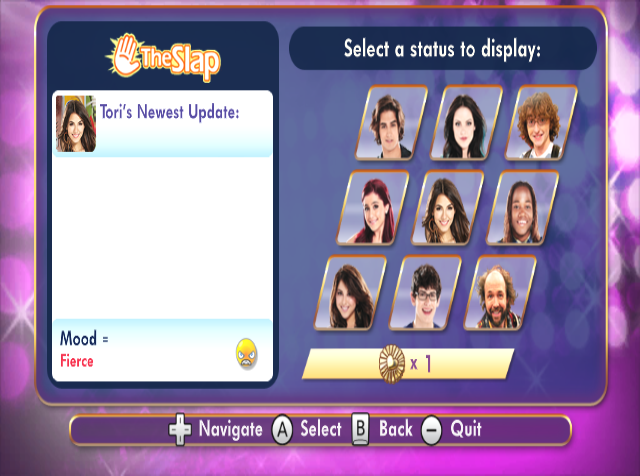 TheSlap
Tori's Newest Update:
Mood =
Fierce
Select a status to display:
x 1
Navigate A Select B Back − Quit